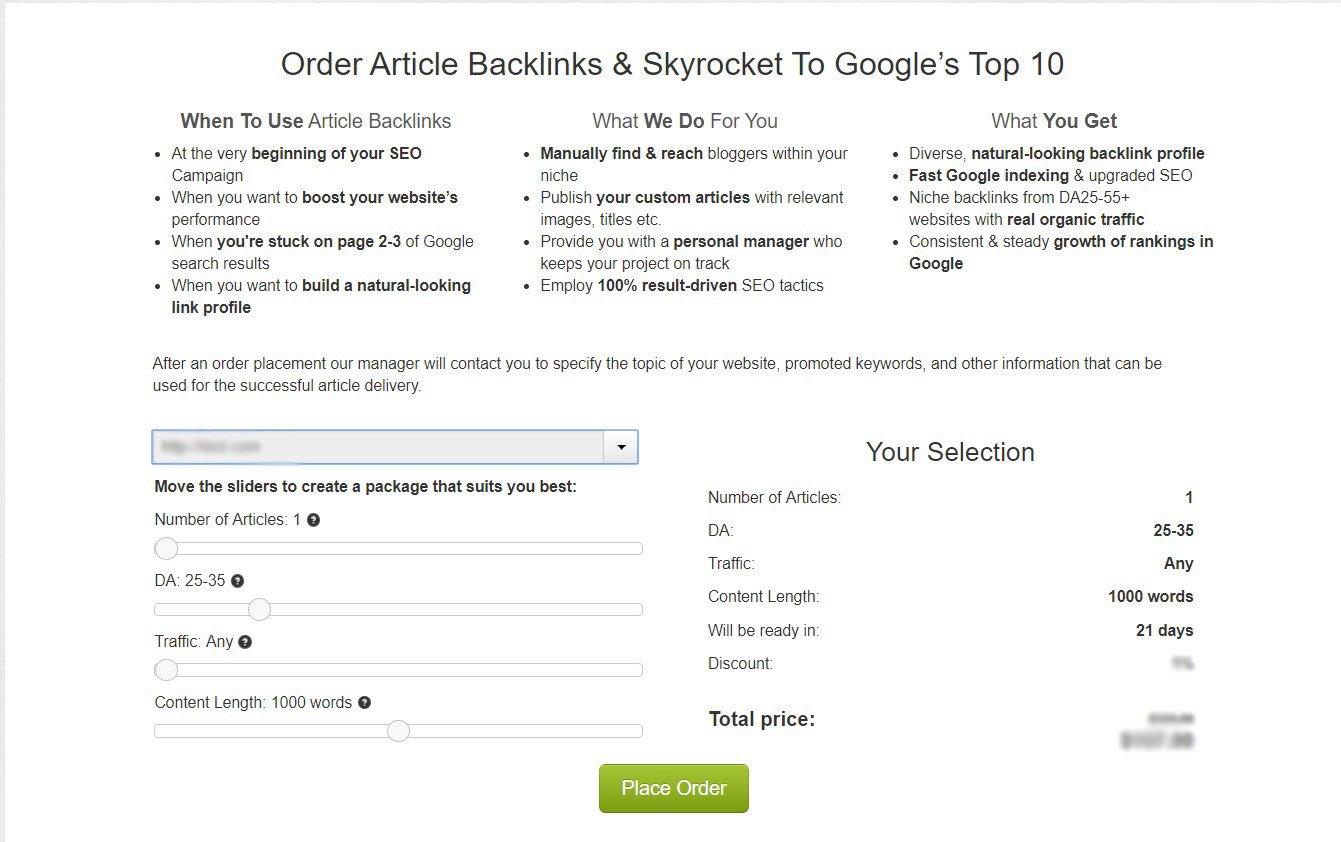 Order Article Backlinks & Skyrocket To Google’s Top 10
When To Use Article Backlinks
At the very beginning of your SEO
Campaign
When you want to boost your website’s
performance
When you're stuck on page 2-3 of Google
search results
When you want to build a natural-looking
link profile
What We Do For You
Manually find & reach bloggers within your
niche
Publish your custom articles with relevant
images, titles etc.
Provide you with a personal manager who
keeps your project on track
Employ 100% result-driven SEO tactics
What You Get
Diverse, natural-looking backlink profile
Fast Google indexing & upgraded SEO
Niche backlinks from DA25-55+
websites with real organic traffic
Consistent & steady growth of rankings in
Google
After an order placement our manager will contact you to specify the topic of your website, promoted keywords, and other information that can be
used for the successful article delivery.
Move the sliders to create a package that suits you best:
Number of Articles: 1 ?
DA: 25-35 ?
Traffic: Any ?
Content Length: 1000 words ?
Your Selection
Number of Articles: 1
DA: 25-35
Traffic: Any
Content Length: 1000 words
Will be ready in: 21 days
Discount:
Total price:
Place Order